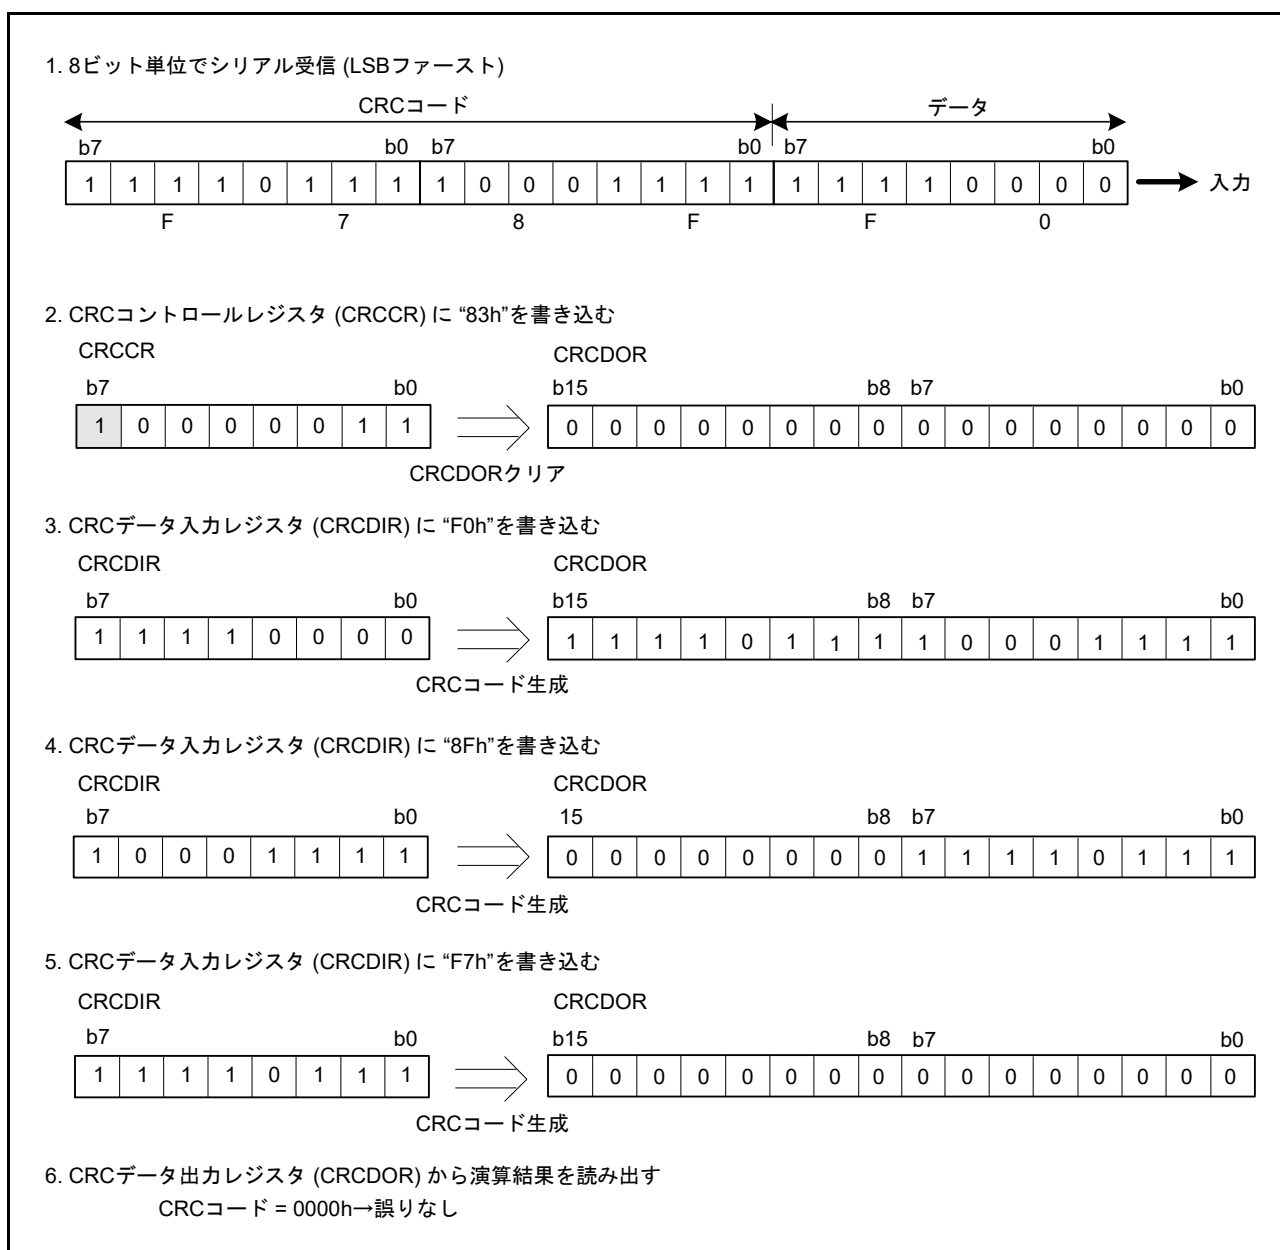 1. 8ビット単位でシリアル受信 (LSBファースト)
CRCコード データ
b7 b0 b7 b0 b7 b0
1 1 1 1 0 1 1 1 1 0 0 0 1 1 1 1 1 1 1 1 0 0 0 0 入力
F 7 8 F F 0
2. CRCコントロールレジスタ (CRCCR) に “83h”を書き込む
CRCCR CRCDOR
b7 b0 b15 b8 b7 b0
1 0 0 0 0 0 1 1 0 0 0 0 0 0 0 0 0 0 0 0 0 0 0 0
CRCDORクリア
3. CRCデータ入力レジスタ (CRCDIR) に “F0h”を書き込む
CRCDIR CRCDOR
b7 b0 b15 b8 b7 b0
1 1 1 1 0 0 0 0 1 1 1 1 0 1 1 1 1 0 0 0 1 1 1 1
CRCコード生成
4. CRCデータ入力レジスタ (CRCDIR) に “8Fh”を書き込む
CRCDIR CRCDOR
b7 b0 15 b8 b7 b0
1 0 0 0 1 1 1 1 0 0 0 0 0 0 0 0 1 1 1 1 0 1 1 1
CRCコード生成
5. CRCデータ入力レジスタ (CRCDIR) に “F7h”を書き込む
CRCDIR CRCDOR
b7 b0 b15 b8 b7 b0
1 1 1 1 0 1 1 1 0 0 0 0 0 0 0 0 0 0 0 0 0 0 0 0
CRCコード生成
6. CRCデータ出力レジスタ (CRCDOR) から演算結果を読み出す
CRCコード = 0000h→誤りなし